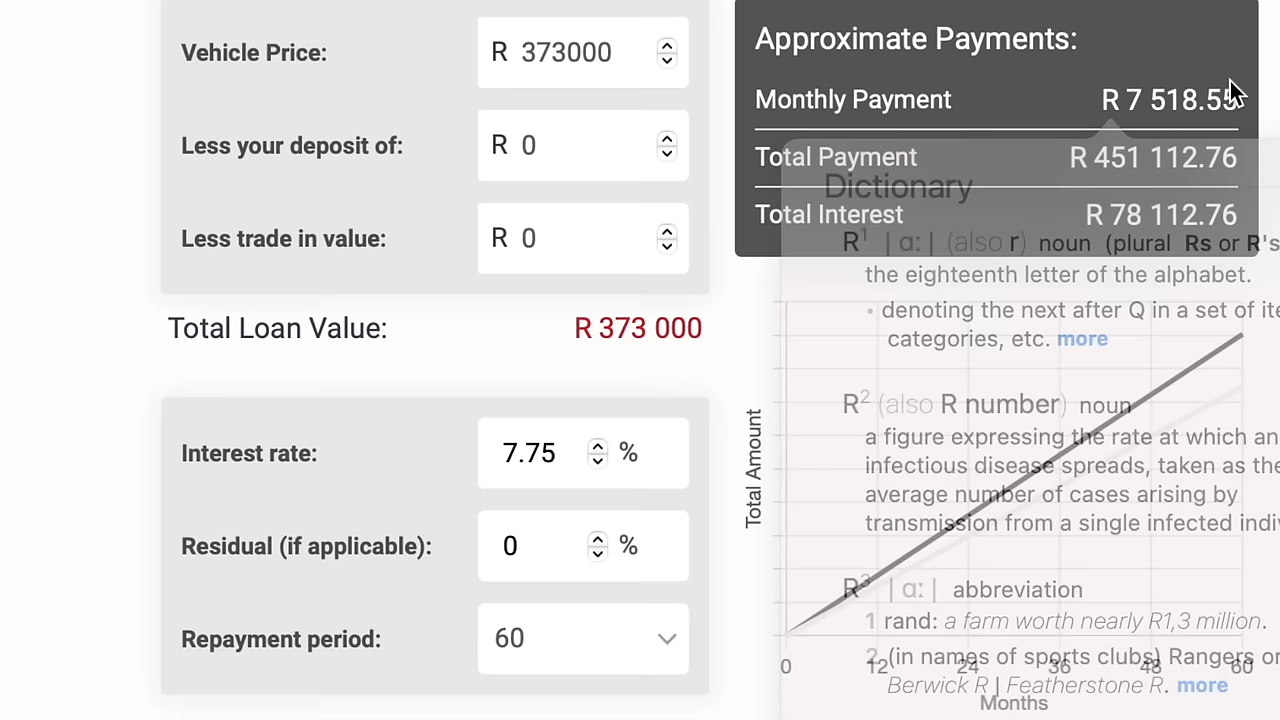 Vehicle Price: R 373000
Less your deposit of: R 0
Less trade in value: R 0
Total Loan Value: R 373 000
Interest rate: 7.75 %
Residual (if applicable): 0 %
Repayment period: 60
Approximate Payments:
Monthly Payment R 7 518.55
Total Payment R 451 112.76
Total Interest R 78 112.76
Dictionary
R¹ | ɑː | (also r) noun (plural Rs or R's
the eighteenth letter of the alphabet.
• denoting the next after Q in a set of
categories, etc. more
R² (also R number) noun
a figure expressing the rate at which an
infectious disease spreads, taken as the
average number of cases arising by
transmission from a single infected
R³ | ɑː | abbreviation
1 rand: a farm worth nearly R1,3 million.
2 (in names of sports clubs) Rangers
Berwick R | Featherstone R. more
Total Amount
0 12 24 36 48 60
Months